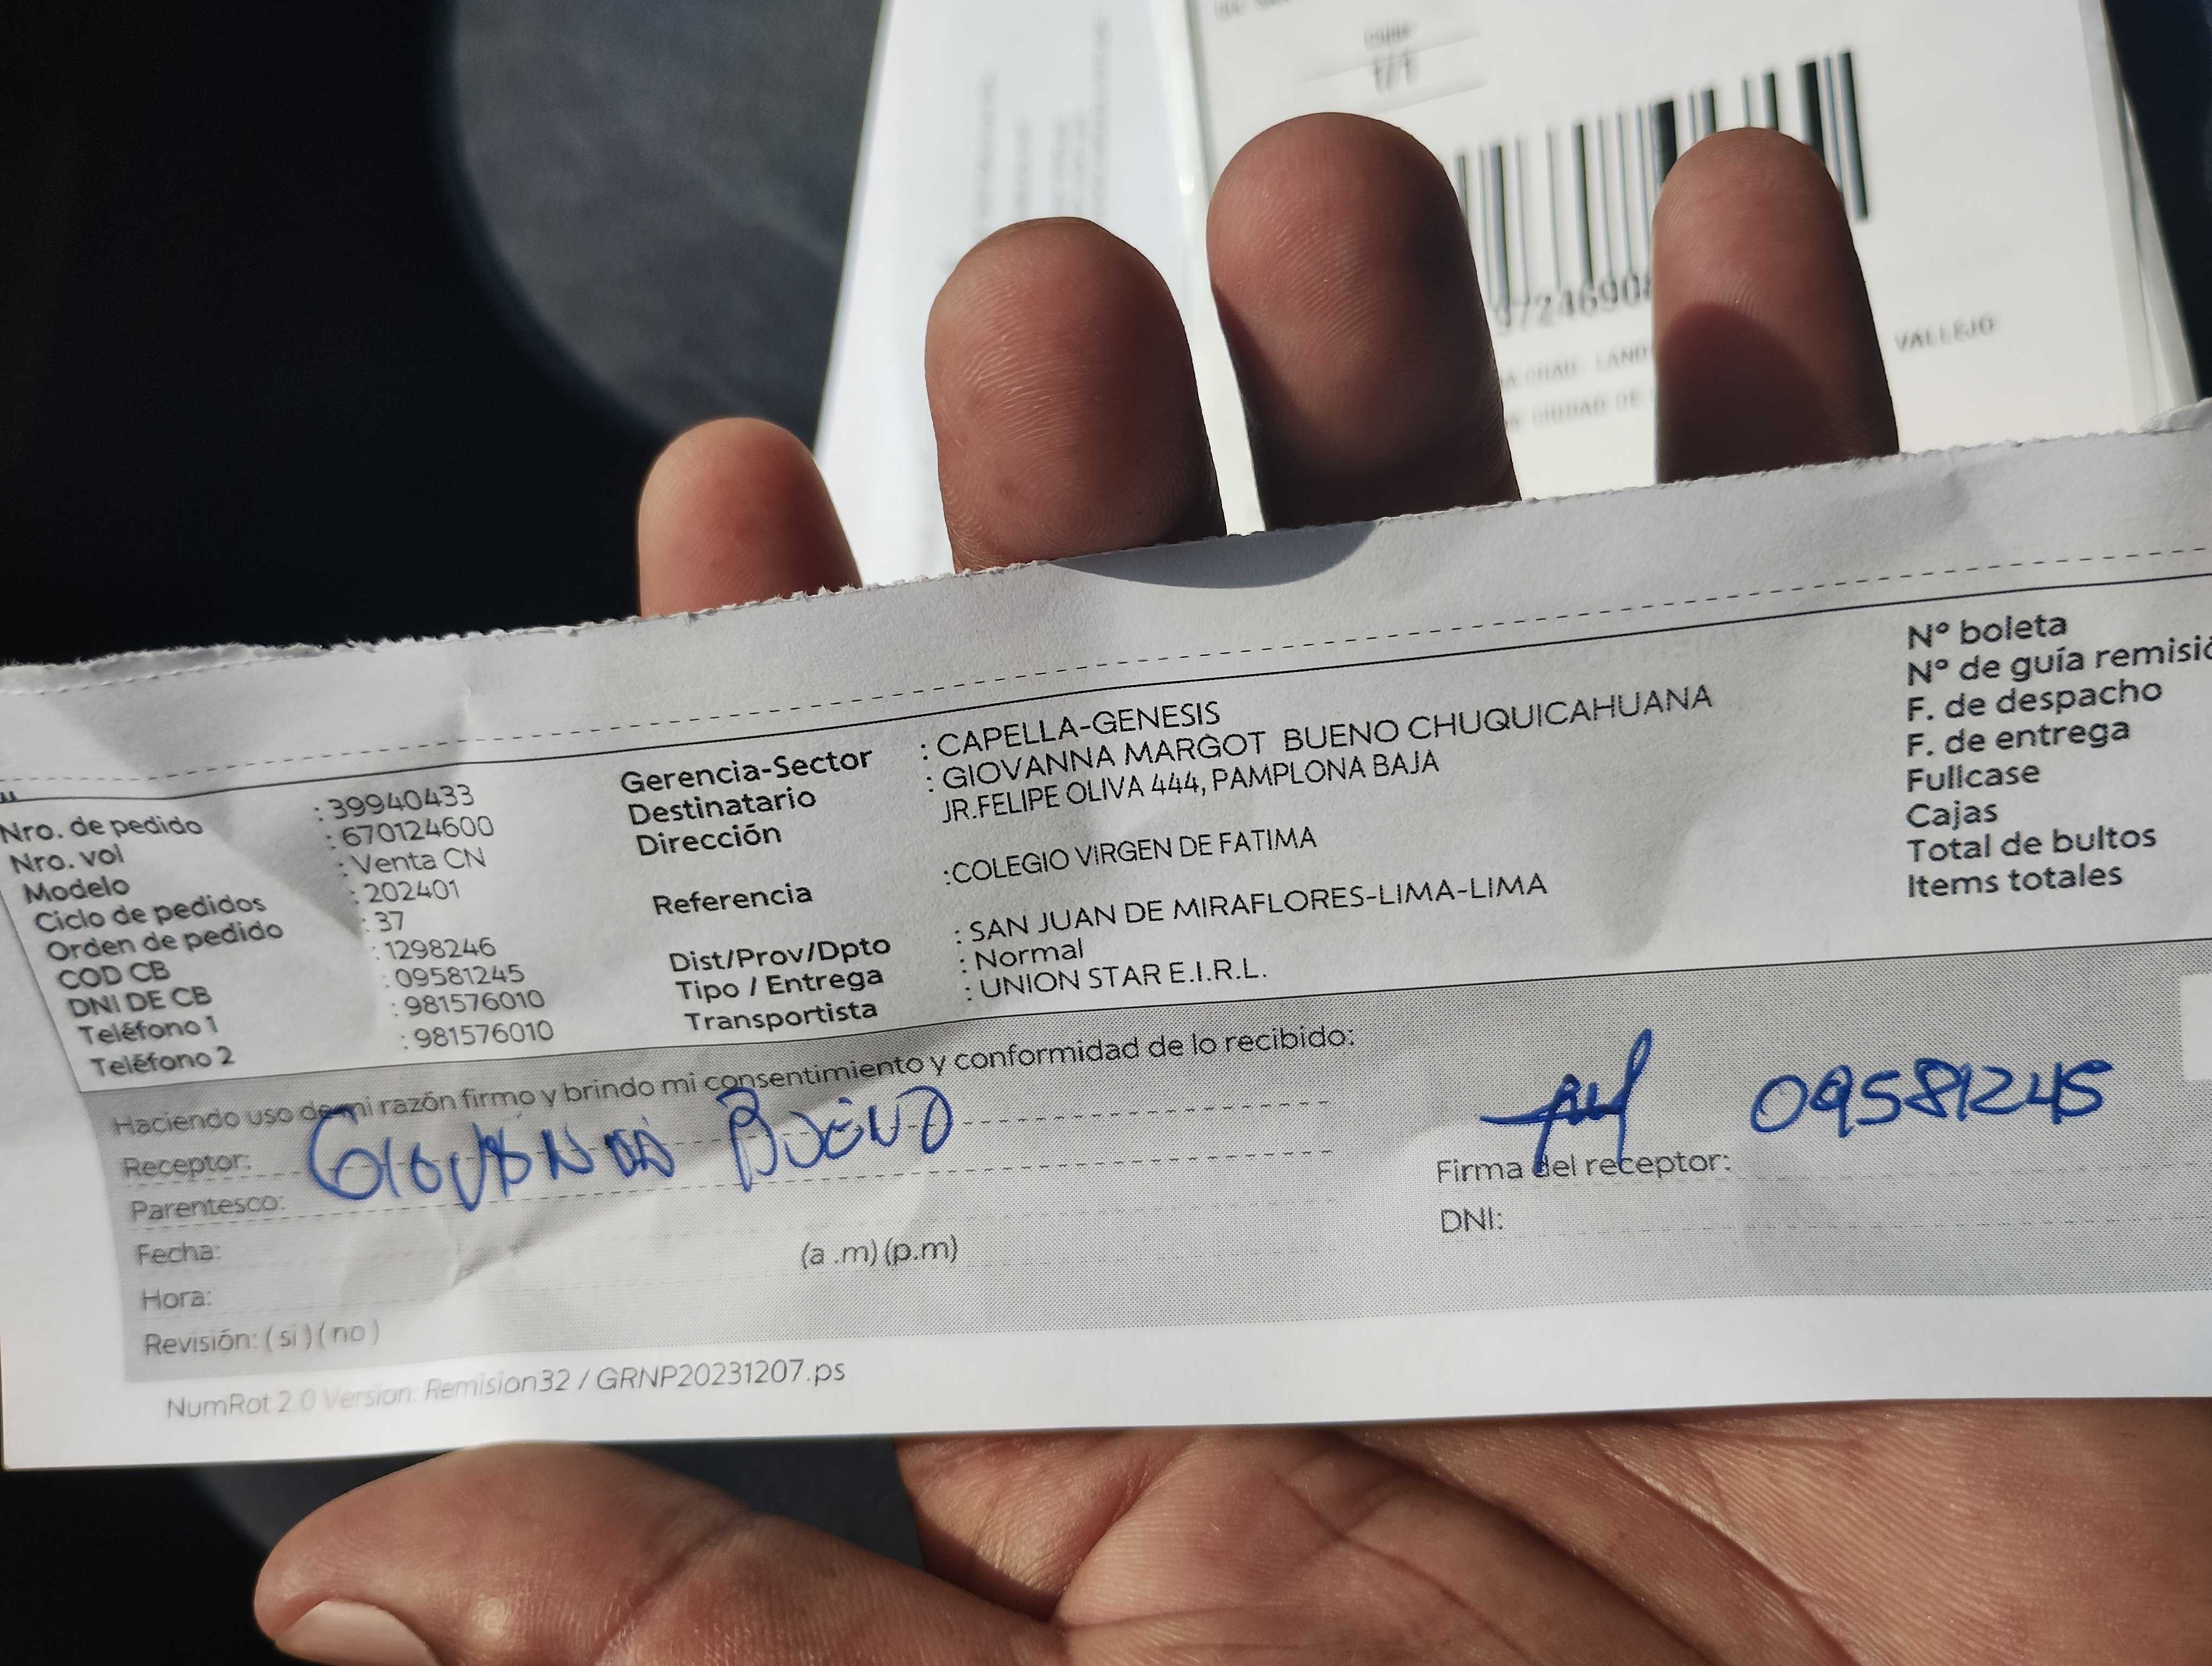 1/1
9724690
VALLEJO
CIUDAD DE
Nro. de pedido : 39940433
Nro. vol : 670124600
Modelo : Venta CN
Ciclo de pedidos : 202401
Orden de pedido : 37
COD CB : 1298246
DNI DE CB : 09581245
Teléfono 1 : 981576010
Teléfono 2 : 981576010
Gerencia-Sector : CAPELLA-GENESIS
Destinatario : GIOVANNA MARGOT BUENO CHUQUICAHUANA
Dirección JR.FELIPE OLIVA 444, PAMPLONA BAJA
Referencia :COLEGIO VIRGEN DE FATIMA
Dist/Prov/Dpto : SAN JUAN DE MIRAFLORES-LIMA-LIMA
Tipo / Entrega : Normal
Transportista : UNION STAR E.I.R.L.
N° boleta
N° de guía remisió
F. de despacho
F. de entrega
Fullcase
Cajas
Total de bultos
Items totales
Haciendo uso de mi razón firmo y brindo mi consentimiento y conformidad de lo recibido:
Receptor: GIOVANNA BUENO
Parentesco:
Fecha:
Hora: (a .m) (p.m)
Revisión: ( si ) ( no )
09581245
Firma del receptor:
DNI:
NumRot 2.0 Version: Remision32 / GRNP20231207.ps